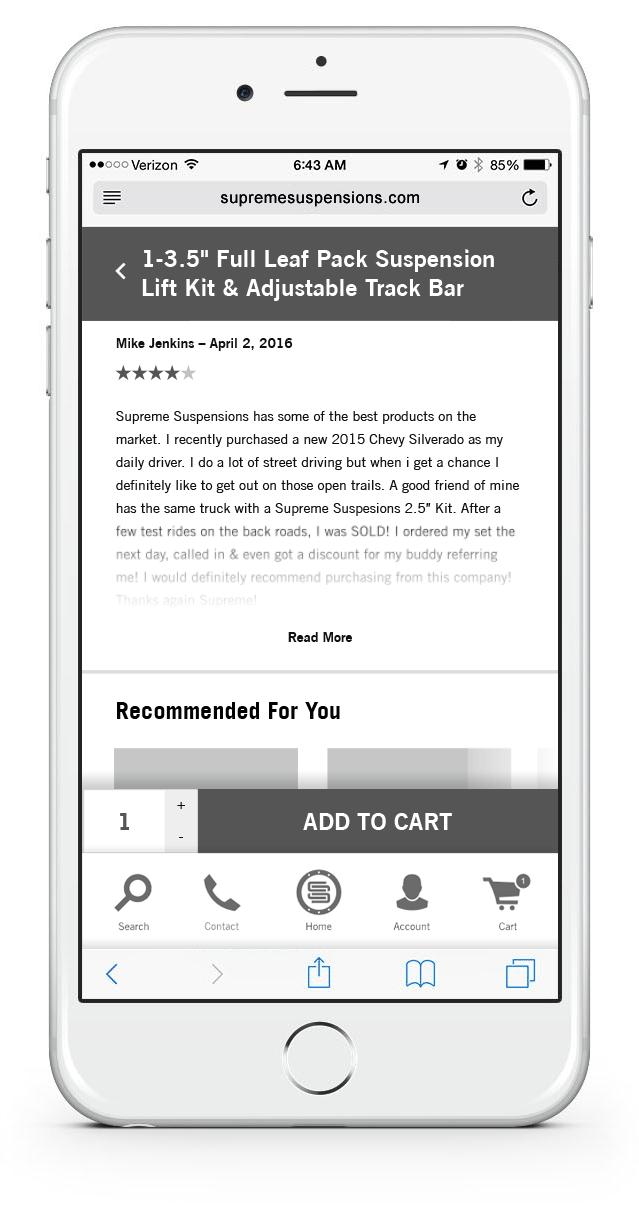 Verizon 6:43 AM 85%
supremesuspensions.com
1-3.5" Full Leaf Pack Suspension
Lift Kit & Adjustable Track Bar
Mike Jenkins – April 2, 2016
Supreme Suspensions has some of the best products on the
market. I recently purchased a new 2015 Chevy Silverado as my
daily driver. I do a lot of street driving but when i get a chance I
definitely like to get out on those open trails. A good friend of mine
has the same truck with a Supreme Suspesions 2.5" Kit. After a
few test rides on the back roads, I was SOLD! I ordered my set the
next day, called in & even got a discount for my buddy referring
me! I would definitely recommend purchasing from this company!
Thanks again Supreme!
Read More
Recommended For You
1 + -
ADD TO CART
1
Search Contact Home Account Cart